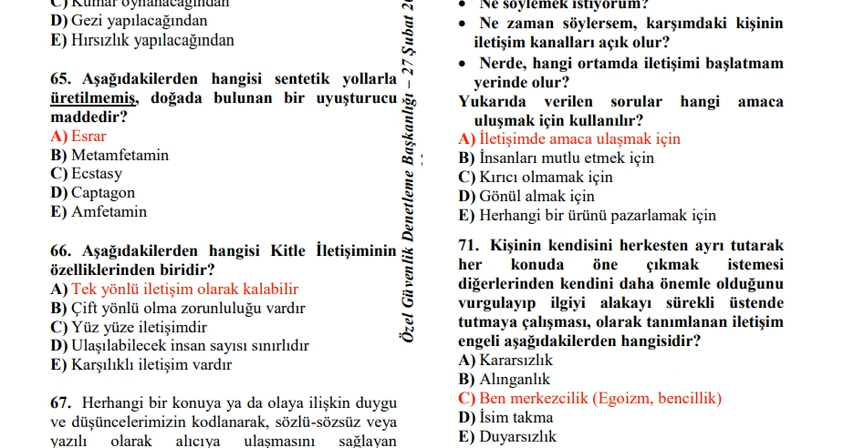 C) Kumar oynanacağından
D) Gezi yapılacağından
E) Hırsızlık yapılacağından
65. Aşağıdakilerden hangisi sentetik yollarla
üretilmemiş, doğada bulunan bir uyuşturucu
maddedir?
A) Esrar
B) Metamfetamin
C) Ecstasy
D) Captagon
E) Amfetamin
66. Aşağıdakilerden hangisi Kitle İletişiminin
özelliklerinden biridir?
A) Tek yönlü iletişim olarak kalabilir
B) Çift yönlü olma zorunluluğu vardır
C) Yüz yüze iletişimdir
D) Ulaşılabilecek insan sayısı sınırlıdır
E) Karşılıklı iletişim vardır
67. Herhangi bir konuya ya da olaya ilişkin duygu
ve düşüncelerimizin kodlanarak, sözlü-sözsüz veya
yazılı olarak alıcıya ulaşmasını sağlayan
Özel Güvenlik Denetleme Başkanlığı – 27 Şubat
• Ne söylemek istiyorum?
• Ne zaman söylersem, karşımdaki kişinin
iletişim kanalları açık olur?
• Nerde, hangi ortamda iletişimi başlatmam
yerinde olur?
Yukarıda verilen sorular hangi amaca
uluşmak için kullanılır?
A) İletişimde amaca ulaşmak için
B) İnsanları mutlu etmek için
C) Kırıcı olmamak için
D) Gönül almak için
E) Herhangi bir ürünü pazarlamak için
71. Kişinin kendisini herkesten ayrı tutarak
her konuda öne çıkmak istemesi
diğerlerinden kendini daha önemle olduğunu
vurgulayıp ilgiyi alakayı sürekli üstende
tutmaya çalışması, olarak tanımlanan iletişim
engeli aşağıdakilerden hangisidir?
A) Kararsızlık
B) Alınganlık
C) Ben merkezcilik (Egoizm, bencillik)
D) İsim takma
E) Duyarsızlık